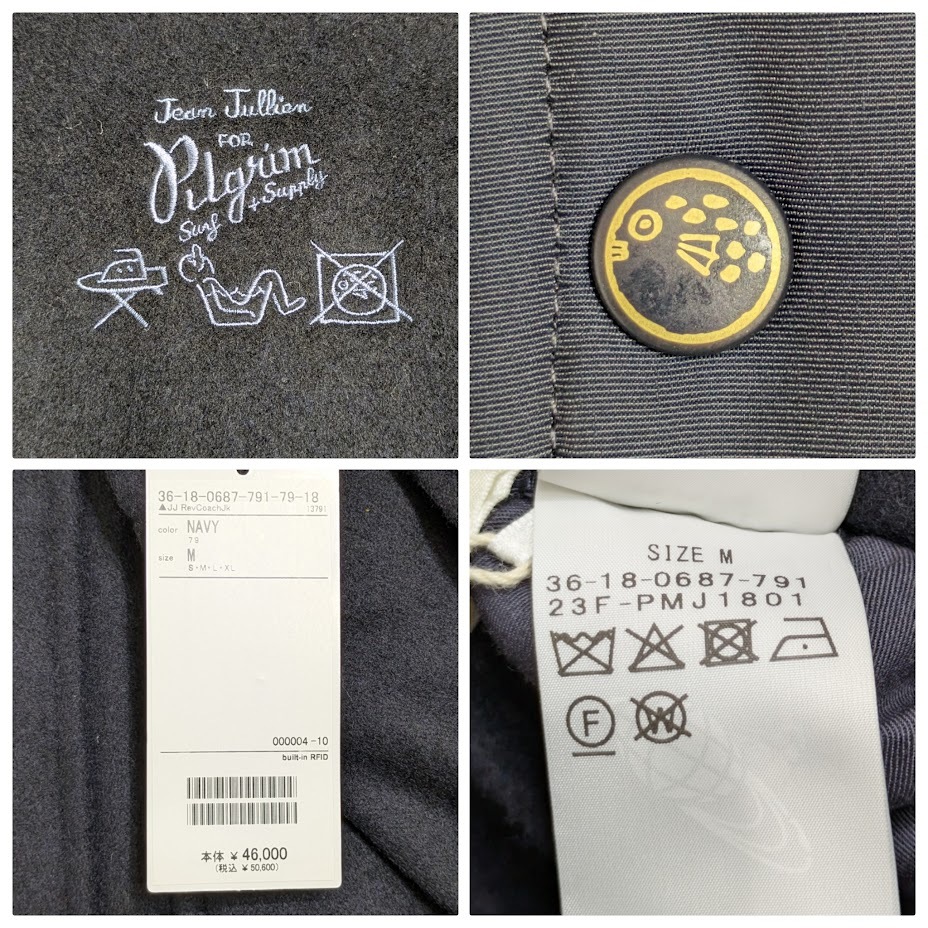 Jean Jullien
FOR
Pilgrim
Surf + Supply
36-18-0687-791-79-18
▲JJ RevCoachJk 13791
color NAVY
79
size M
S・M・L・XL
000004-10
built-in RFID
本体 ¥ 46,000
(税込 ¥ 50,600)
SIZE M
36-18-0687-791
23F-PMJ1801
F
W